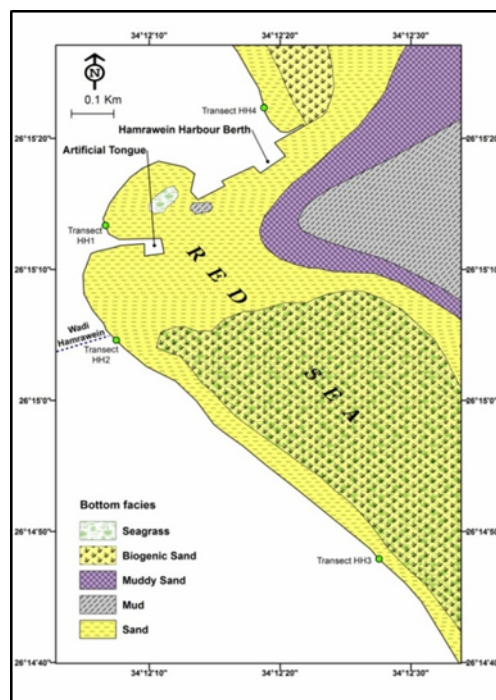 34°12'10" 34°12'20" 34°12'30"
N
0.1 Km
Transect HH4
26°15'20" 26°15'20"
Hamrawein Harbour Berth
Artificial Tongue
Transect
HH1
RED
26°15'10" 26°15'10"
Wadi
Hamrawein
Transect
HH2
SEA
26°15'0" 26°15'0"
Bottom facies
Seagrass
26°14'50" 26°14'50"
Biogenic Sand
Transect HH3
Muddy Sand
Mud
Sand
26°14'40" 26°14'40"
34°12'10" 34°12'20" 34°12'30"